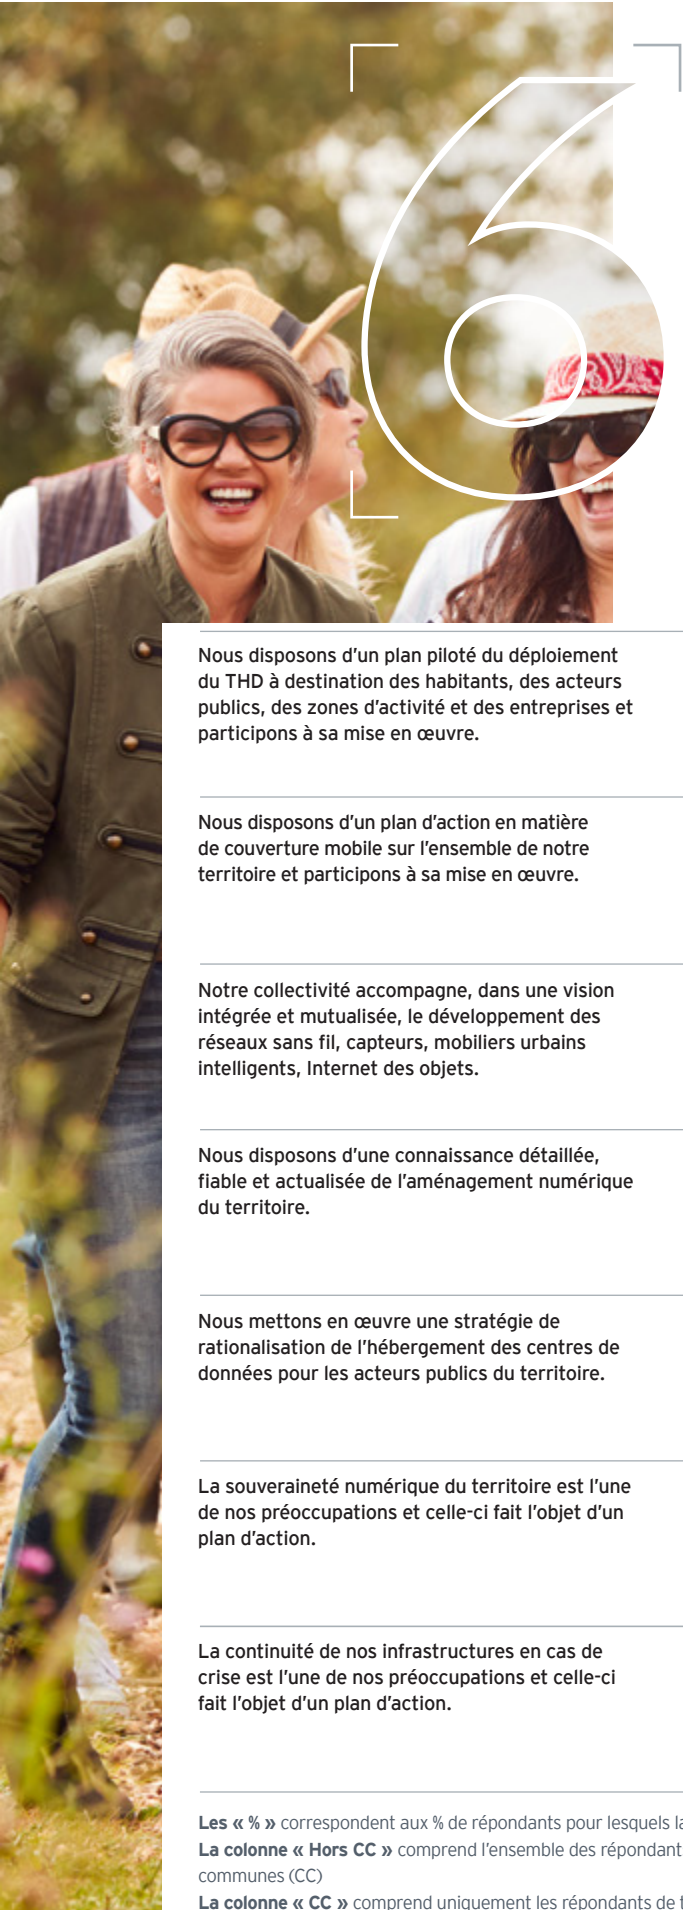 6
Nous disposons d’un plan piloté du déploiement
du THD à destination des habitants, des acteurs
publics, des zones d’activité et des entreprises et
participons à sa mise en œuvre.
Nous disposons d’un plan d’action en matière
de couverture mobile sur l’ensemble de notre
territoire et participons à sa mise en œuvre.
Notre collectivité accompagne, dans une vision
intégrée et mutualisée, le développement des
réseaux sans fil, capteurs, mobiliers urbains
intelligents, Internet des objets.
Nous disposons d’une connaissance détaillée,
fiable et actualisée de l’aménagement numérique
du territoire.
Nous mettons en œuvre une stratégie de
rationalisation de l’hébergement des centres de
données pour les acteurs publics du territoire.
La souveraineté numérique du territoire est l’une
de nos préoccupations et celle-ci fait l’objet d’un
plan d’action.
La continuité de nos infrastructures en cas de
crise est l’une de nos préoccupations et celle-ci
fait l’objet d’un plan d’action.
Les « % » correspondent aux % de répondants pour lesquels la
La colonne « Hors CC » comprend l’ensemble des répondant
communes (CC)
La colonne « CC » comprend uniquement les répondants de